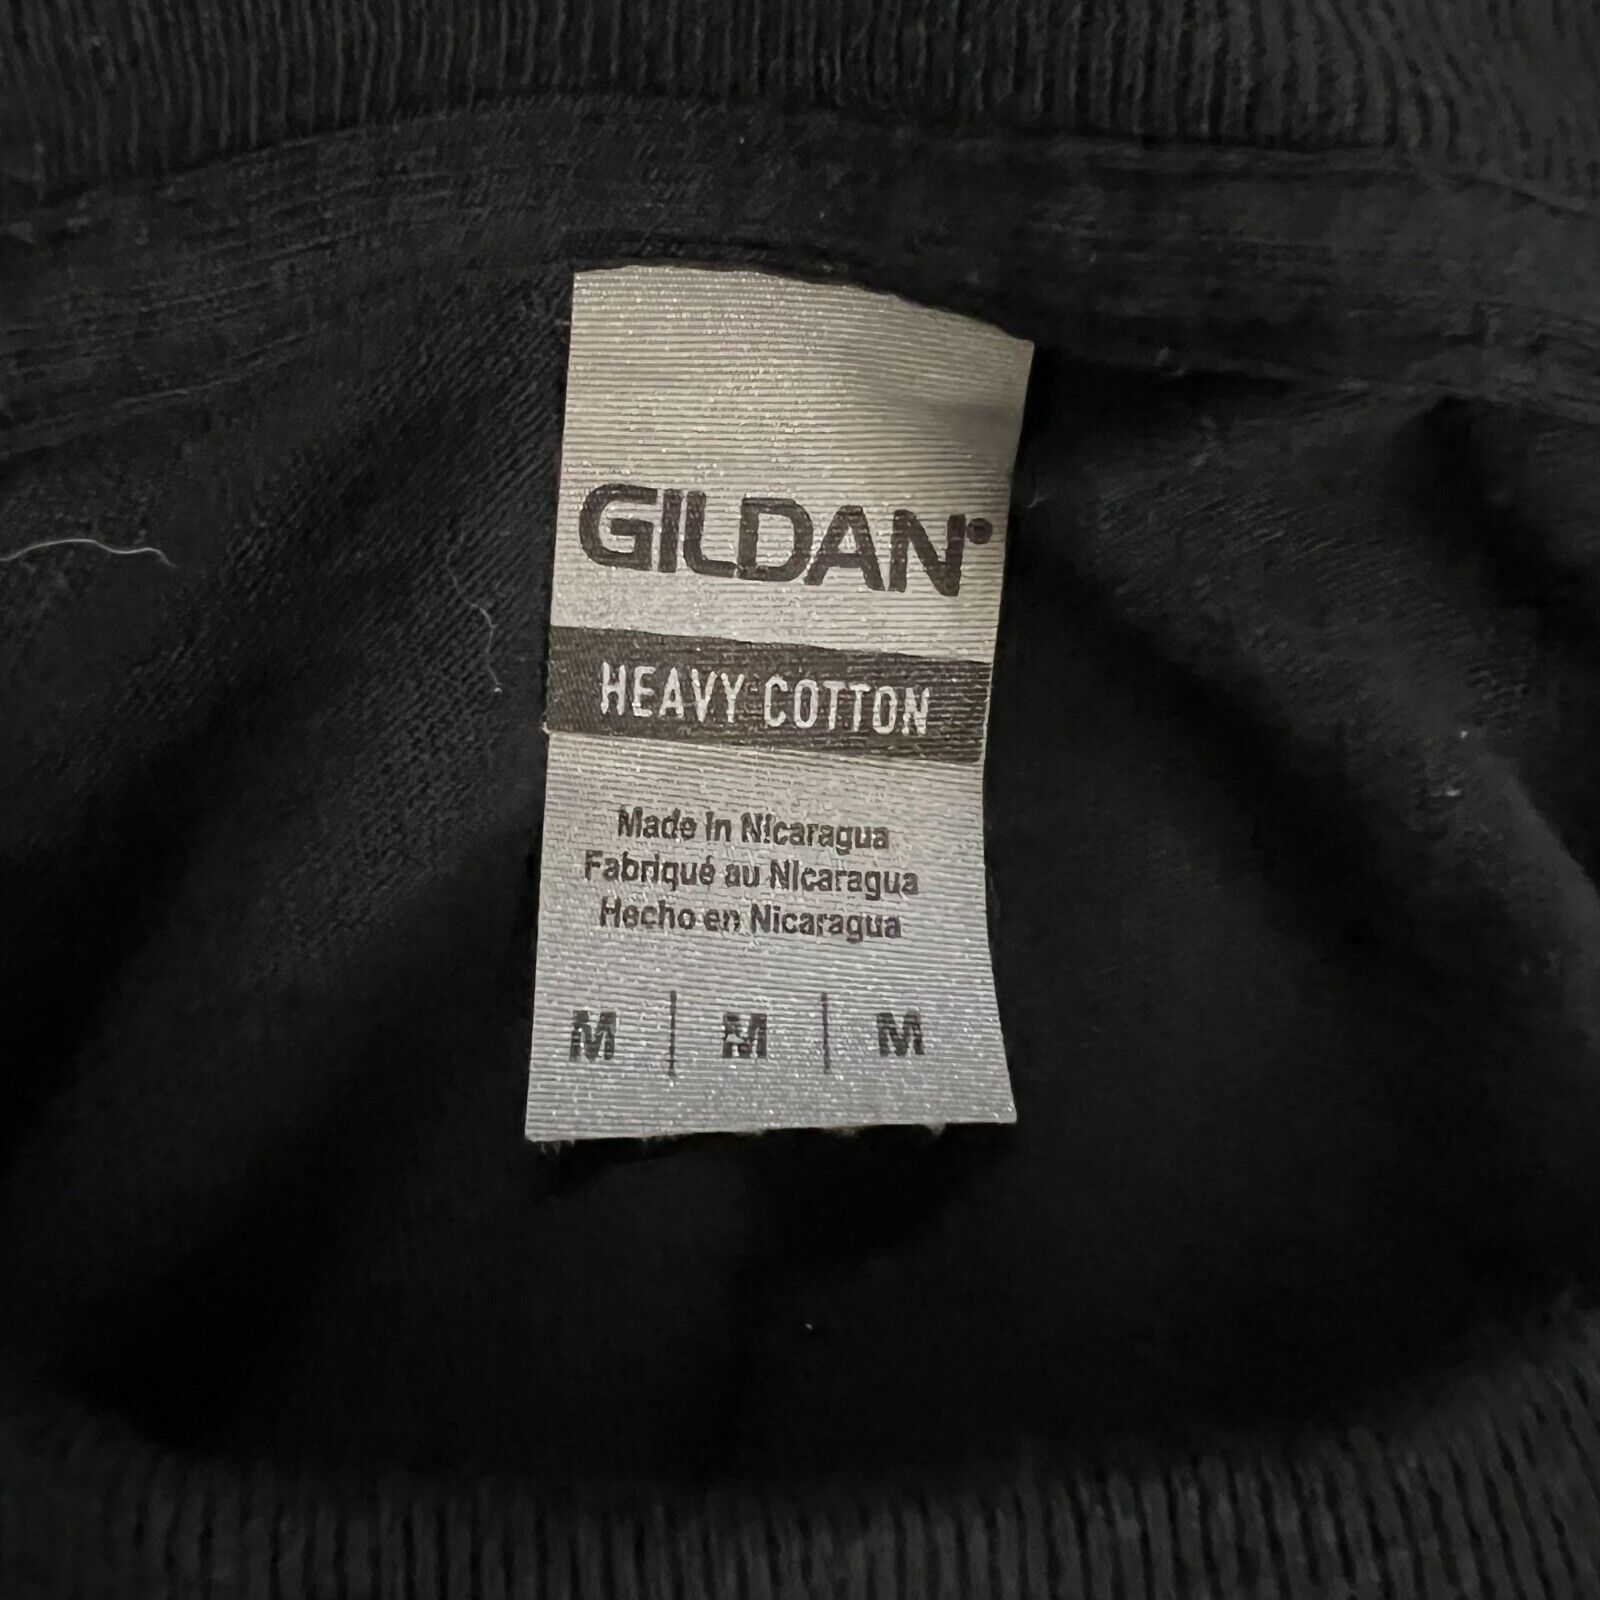 GILDAN®
HEAVY COTTON
Made in Nicaragua
Fabriqué au Nicaragua
Hecho en Nicaragua
M | M | M